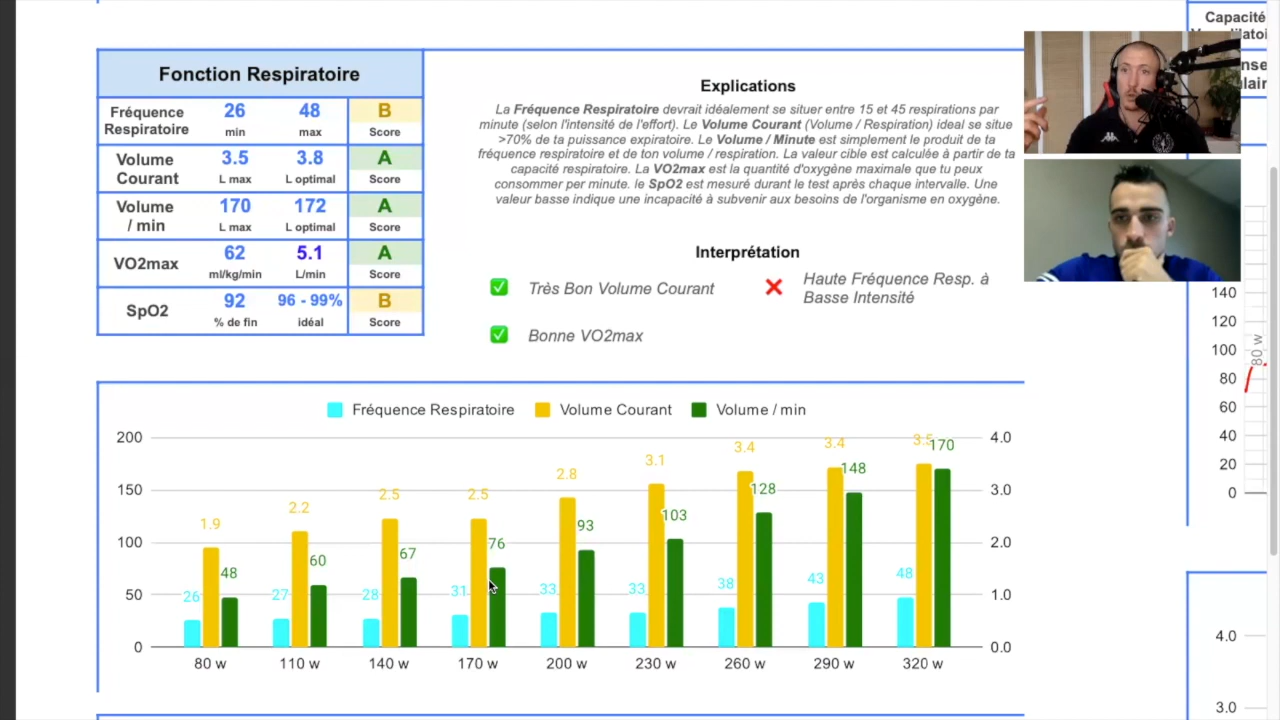 Fonction Respiratoire
Fréquence Respiratoire 26 min 48 max B Score
Volume Courant 3.5 L max 3.8 L optimal A Score
Volume / min 170 L max 172 L optimal A Score
VO2max 62 ml/kg/min 5.1 L/min A Score
SpO2 92 % de fin 96 - 99% idéal B Score
Explications
La Fréquence Respiratoire devrait idéalement se situer entre 15 et 45 respirations par
minute (selon l'intensité de l'effort). Le Volume Courant (Volume / Respiration) ideal se situe
>70% de ta puissance expiratoire. Le Volume / Minute est simplement le produit de ta
fréquence respiratoire et de ton volume / respiration. La valeur cible est calculée à partir de ta
capacité respiratoire. La VO2max est la quantité d'oxygène maximale que tu peux
consommer par minute. le SpO2 est mesuré durant le test après chaque intervalle. Une
valeur basse indique une incapacité à subvenir aux besoins de l'organisme en oxygène.
Interprétation
✅ Très Bon Volume Courant
❌ Haute Fréquence Resp. à
Basse Intensité
✅ Bonne VO2max
Fréquence Respiratoire Volume Courant Volume / min
200 150 100 50 0
4.0 3.0 2.0 1.0 0.0
26 1.9 48
27 2.2 60
28 2.5 67
31 2.5 76
33 2.8 93
33 3.1 103
38 3.4 128
43 3.4 148
48 3.5 170
80 w 110 w 140 w 170 w 200 w 230 w 260 w 290 w 320 w
Capacité
140
120
100
80
60
40
20
0
80 w
4.0
3.0